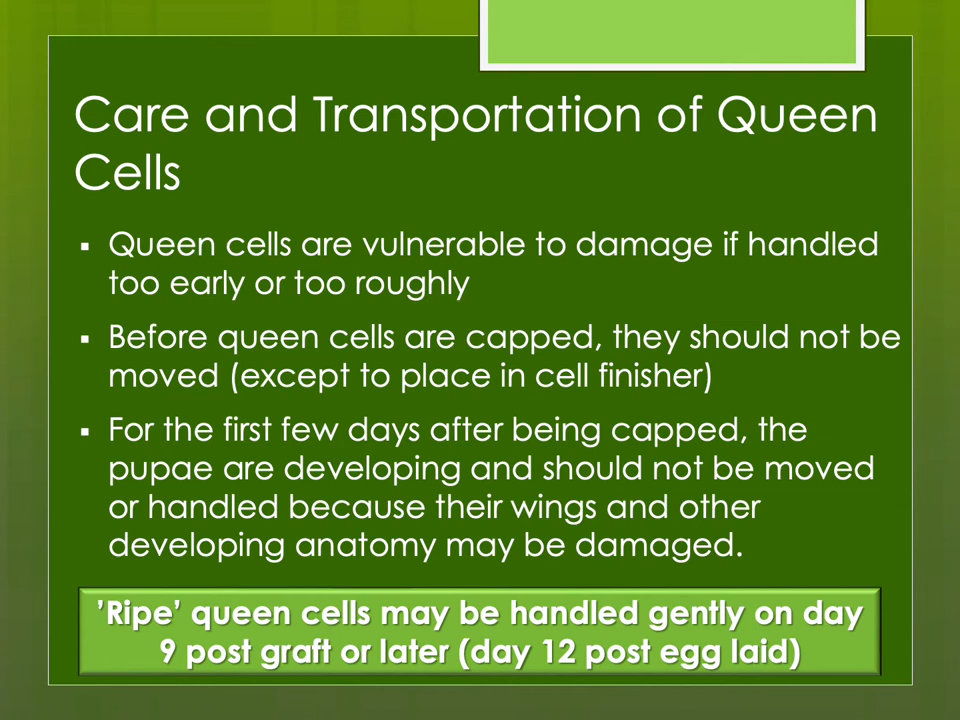 Care and Transportation of Queen
Cells
▪ Queen cells are vulnerable to damage if handled
too early or too roughly
▪ Before queen cells are capped, they should not be
moved (except to place in cell finisher)
▪ For the first few days after being capped, the
pupae are developing and should not be moved
or handled because their wings and other
developing anatomy may be damaged.
’Ripe’ queen cells may be handled gently on day
9 post graft or later (day 12 post egg laid)